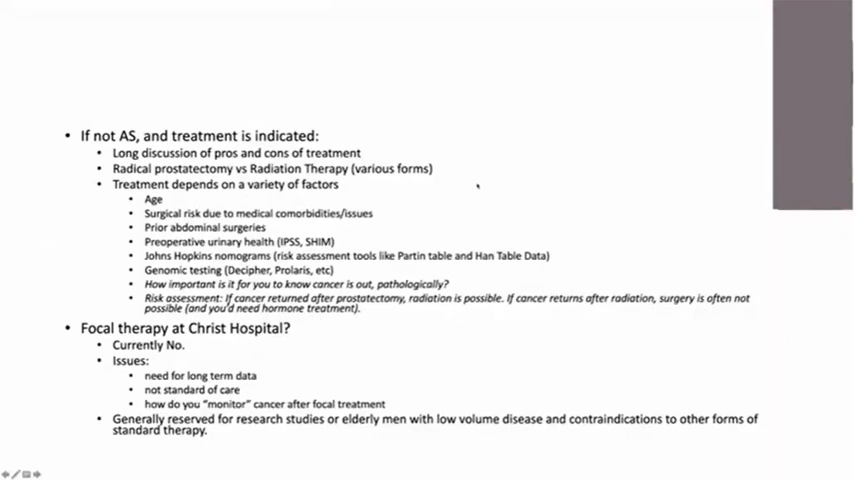 • If not AS, and treatment is indicated:
• Long discussion of pros and cons of treatment
• Radical prostatectomy vs Radiation Therapy (various forms)
• Treatment depends on a variety of factors
• Age
• Surgical risk due to medical comorbidities/issues
• Prior abdominal surgeries
• Preoperative urinary health (IPSS, SHIM)
• Johns Hopkins nomograms (risk assessment tools like Partin table and Han Table Data)
• Genomic testing (Decipher, Prolaris, etc)
• How important is it for you to know cancer is out, pathologically?
• Risk assessment: If cancer returned after prostatectomy, radiation is possible. If cancer returns after radiation, surgery is often not
possible (and you'd need hormone treatment).
• Focal therapy at Christ Hospital?
• Currently No.
• Issues:
• need for long term data
• not standard of care
• how do you "monitor" cancer after focal treatment
• Generally reserved for research studies or elderly men with low volume disease and contraindications to other forms of
standard therapy.